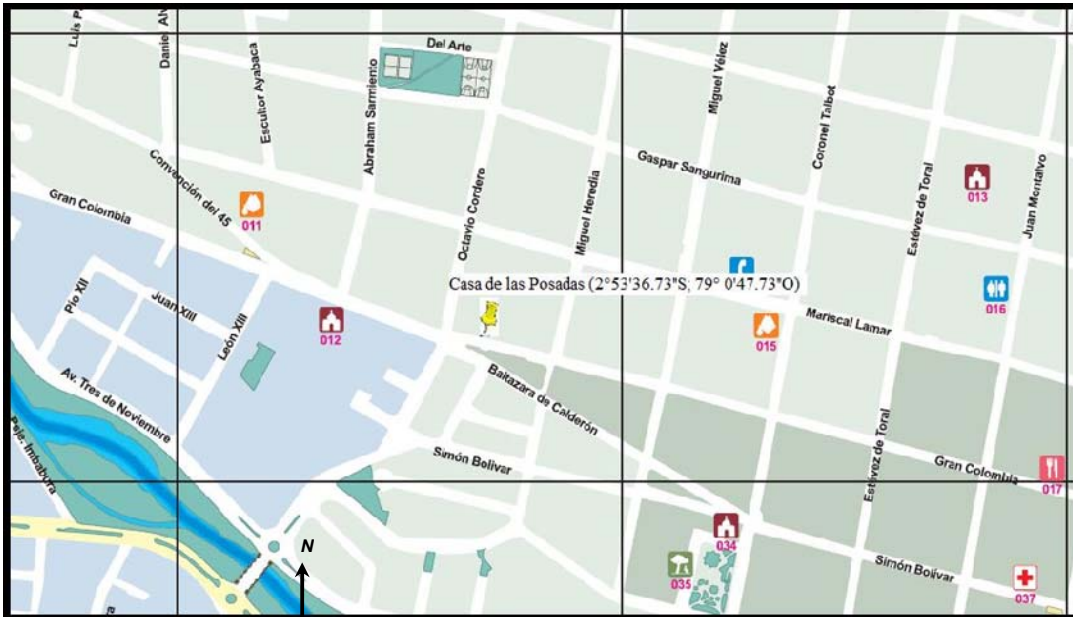 Luis P
Daniel Alv
Escultor Ayabaca
Abraham Sarmiento
Del Arte
Octavio Cordero
Miguel Heredia
Miguel Vélez
Coronel Talbot
Gaspar Sangurima
Estévez de Toral
013
Juan Montalvo
Convención del 45
Gran Colombia
011
Casa de las Posadas (2°53'36.73"S; 79° 0'47.73"O)
016
Pio XII
Juan XIII
León XIII
012
015
Mariscal Lamar
Av. Tres de Noviembre
Baltazara de Calderón
Psje. Imbabura
Simón Bolívar
Estévez de Toral
Gran Colombia
017
N
034
035
Simón Bolívar
037